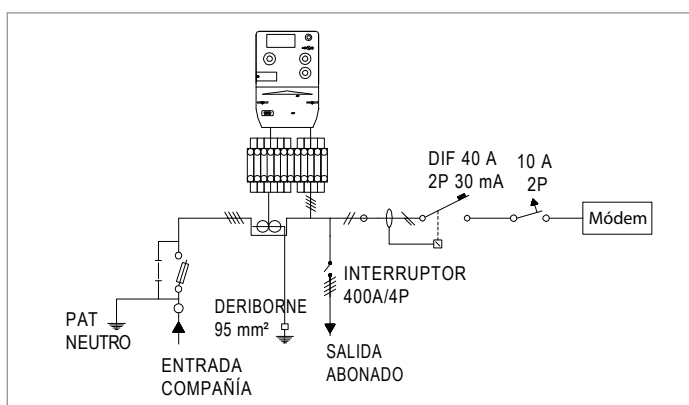 DIF 40 A
2P 30 mA
10 A
2P
Módem
INTERRUPTOR
400A/4P
DERIBORNE
95 mm²
PAT
NEUTRO
ENTRADA
COMPAÑÍA
SALIDA
ABONADO